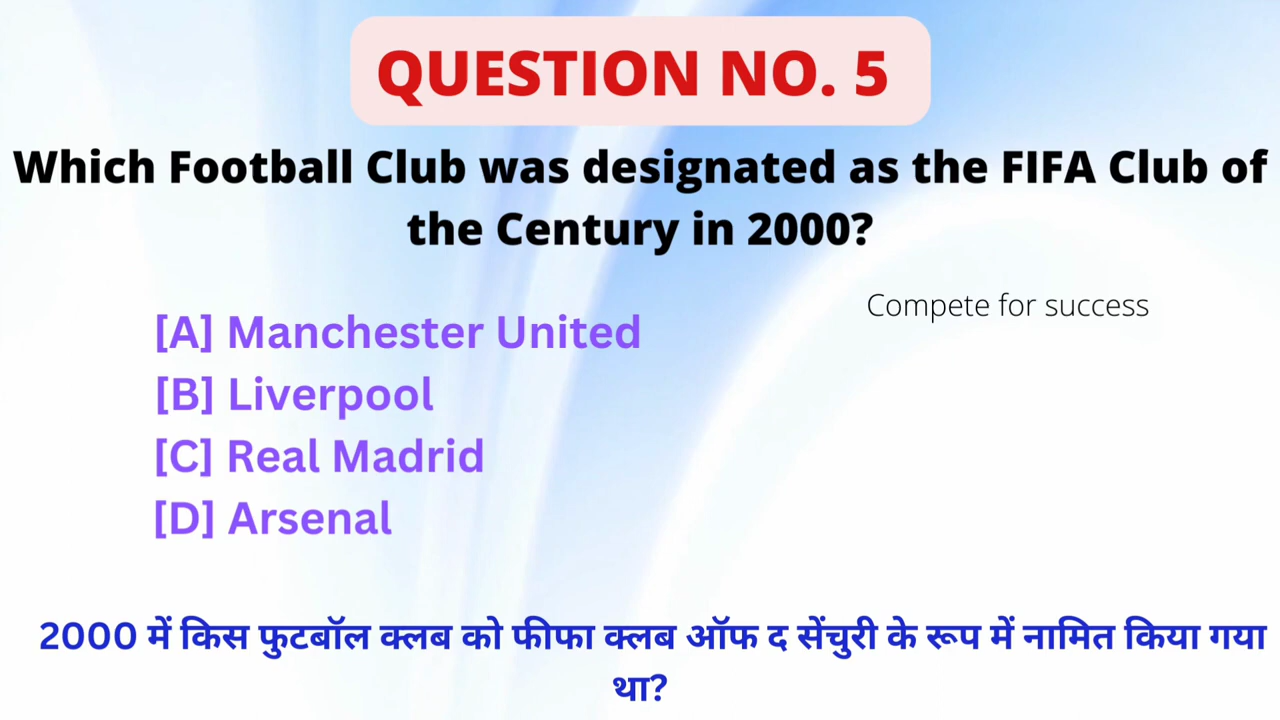 QUESTION NO. 5
Which Football Club was designated as the FIFA Club of
the Century in 2000?
Compete for success
[A] Manchester United
[B] Liverpool
[C] Real Madrid
[D] Arsenal
2000 में किस फुटबॉल क्लब को फीफा क्लब ऑफ द सेंचुरी के रूप में नामित किया गया
था?